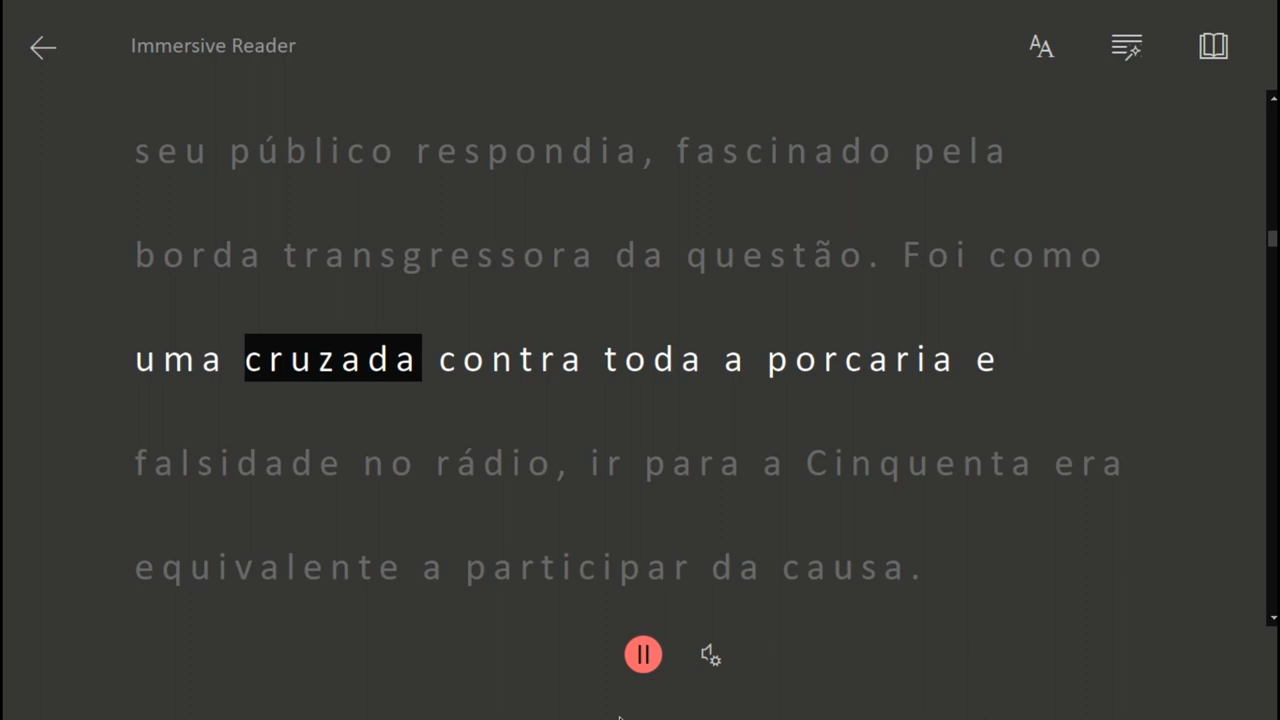 Immersive Reader
seu público respondia, fascinado pela
borda transgressora da questão. Foi como
uma cruzada contra toda a porcaria e
falsidade no rádio, ir para a Cinquenta era
equivalente a participar da causa.